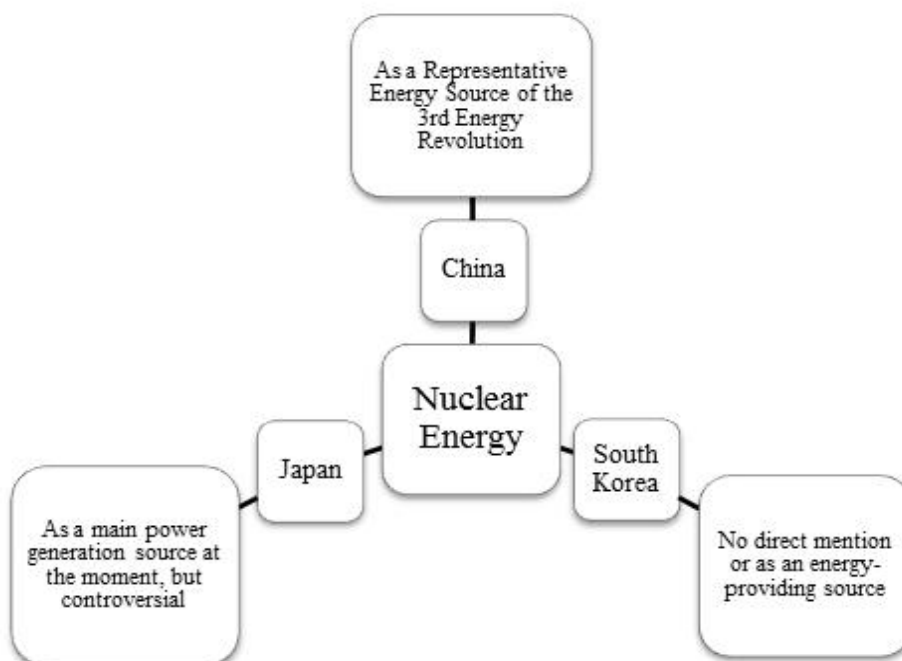 As a Representative
Energy Source of the
3rd Energy
Revolution
China
Nuclear
Energy
Japan
South
Korea
As a main power
generation source at
the moment, but
controversial
No direct mention
or as an energy-
providing source